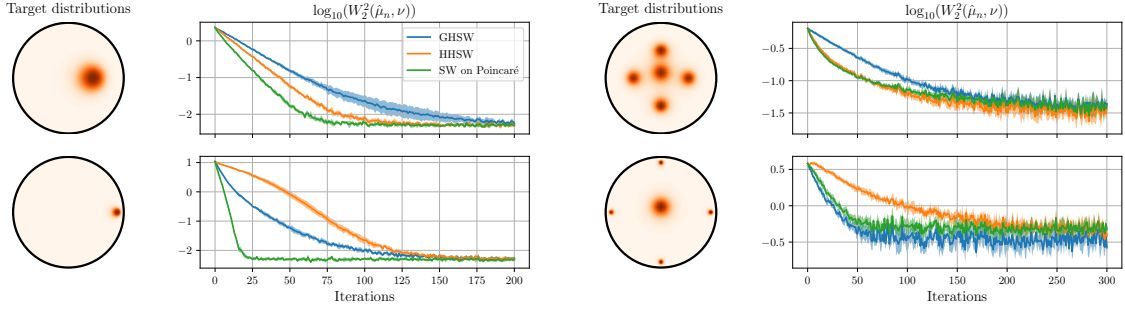 Target distributions
log₁₀(W₂²(μ̂ₙ, ν))
0
−1
−2
GHSW
HHSW
SW on Poincaré
1
0
−1
−2
0 25 50 75 100 125 150 175 200
Iterations
Target distributions
log₁₀(W₂²(μ̂ₙ, ν))
−0.5
−1.0
−1.5
0.5
0.0
−0.5
0 50 100 150 200 250 300
Iterations